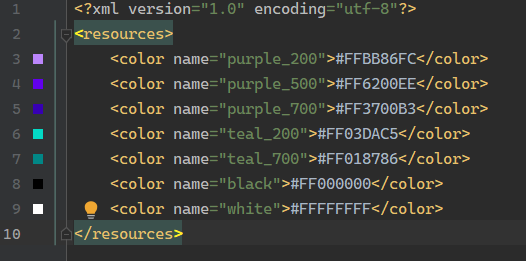 1 <?xml version="1.0" encoding="utf-8"?>
2 <resources>
3 <color name="purple_200">#FFBB86FC</color>
4 <color name="purple_500">#FF6200EE</color>
5 <color name="purple_700">#FF3700B3</color>
6 <color name="teal_200">#FF03DAC5</color>
7 <color name="teal_700">#FF018786</color>
8 <color name="black">#FF000000</color>
9 <color name="white">#FFFFFFFF</color>
10 </resources>